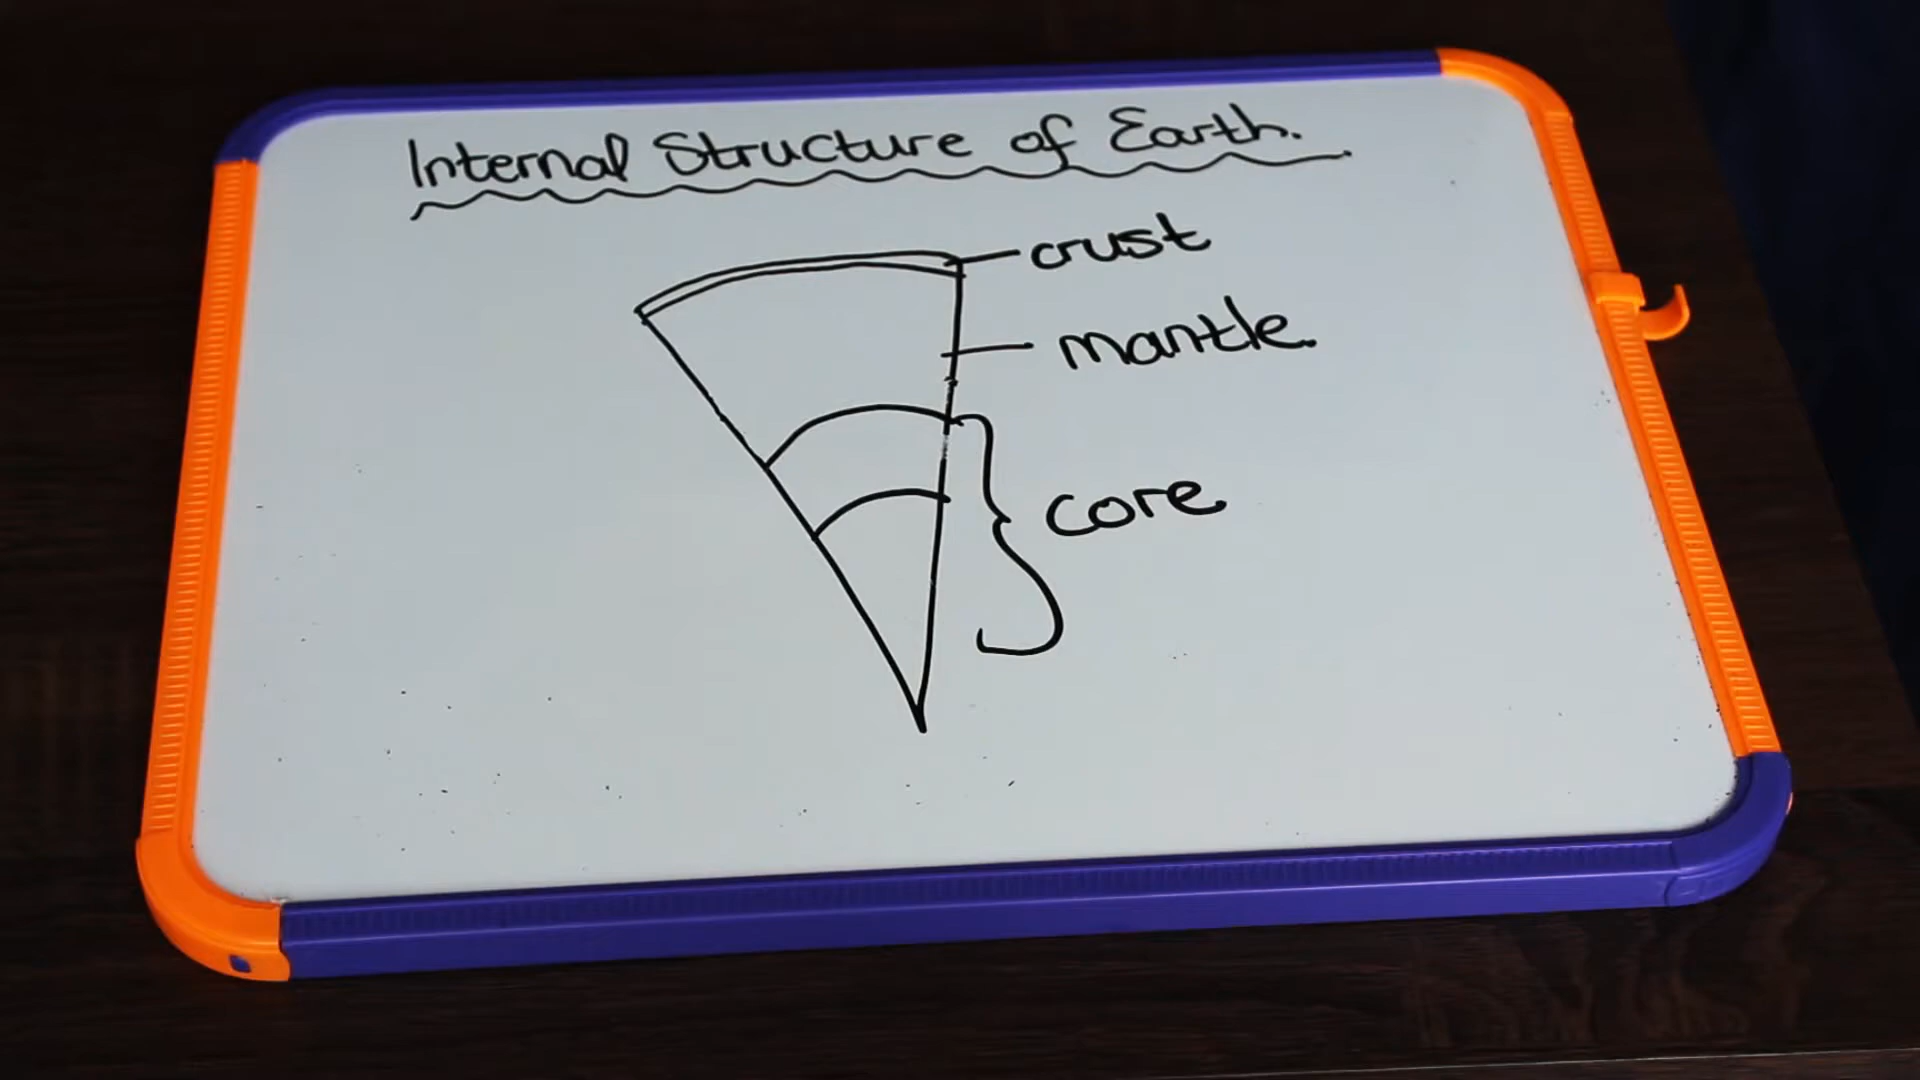 Internal Structure of Earth.
crust
mantle.
core